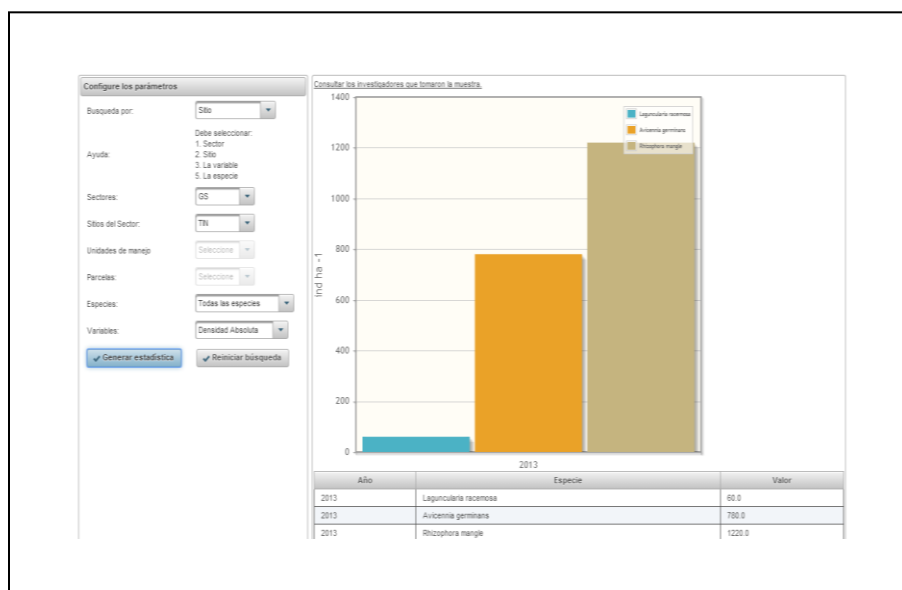 Configure los parámetros
Busqueda por:
Sitio
Ayuda:
Debe seleccionar:
1. Sector
2. Sitio
3. La variable
5. La especie
Sectores:
GS
Sitios del Sector:
TIN
Unidades de manejo
Seleccione
Parcelas:
Seleccione
Especies:
Todas las especies
Variables:
Densidad Absoluta
Generar estadística
Reiniciar búsqueda
Consultar los investigadores que tomaron la muestra.
1400
1200
1000
800
600
400
200
0
ind ha -1
Laguncularia racemosa
Avicennia germinans
Rhizophora mangle
2013
Año Especie Valor
2013 Laguncularia racemosa 60.0
2013 Avicennia germinans 780.0
2013 Rhizophora mangle 1220.0